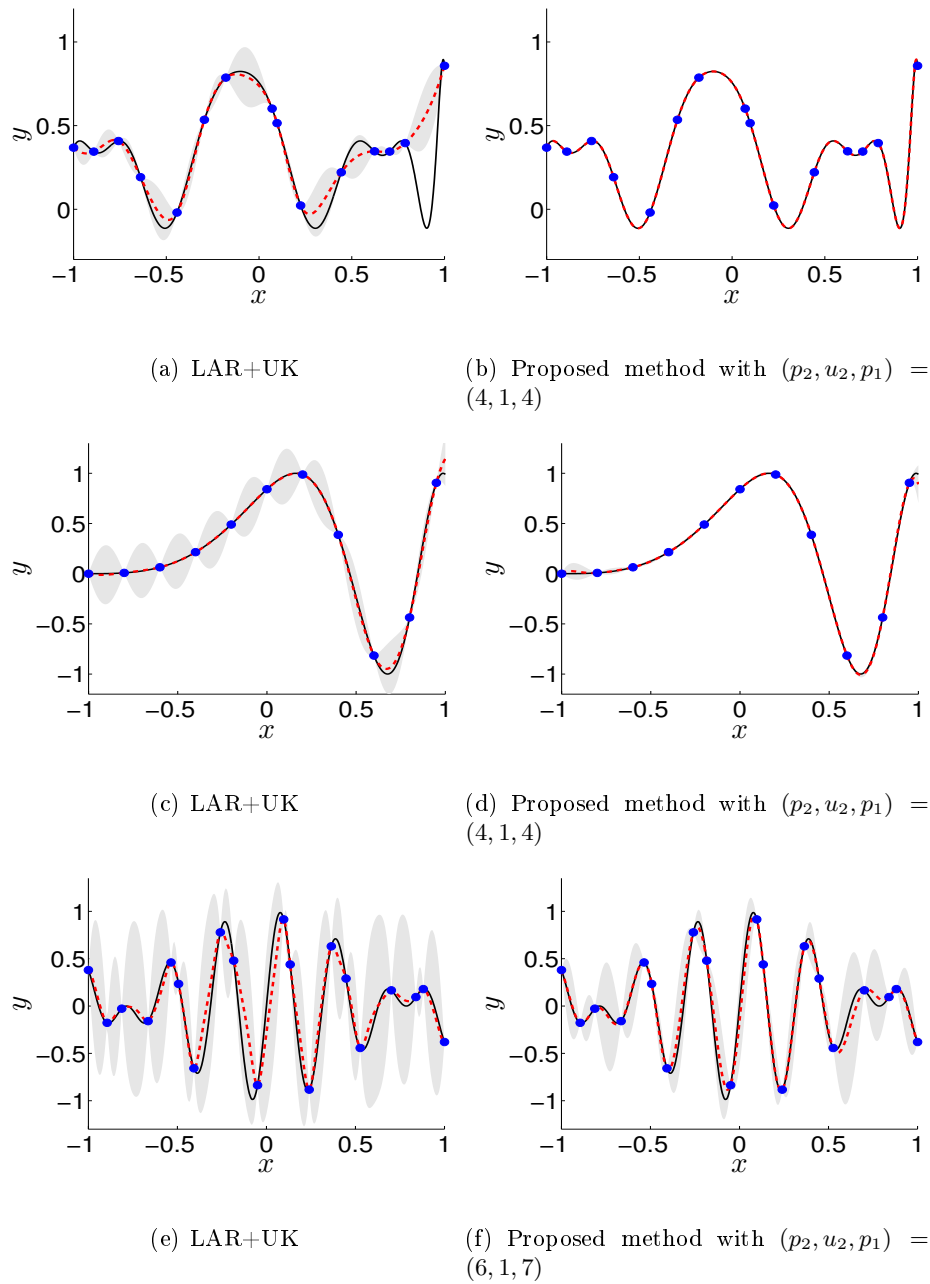 1
0.5
0
y
−1
−0.5
0
0.5
1
x
1
0.5
0
y
−1
−0.5
0
0.5
1
x
(a) LAR+UK
(b) Proposed method with (p₂, u₂, p₁) =
(4, 1, 4)
1
0.5
0
−0.5
−1
y
−1
−0.5
0
0.5
1
x
1
0.5
0
−0.5
−1
y
−1
−0.5
0
0.5
1
x
(c) LAR+UK
(d) Proposed method with (p₂, u₂, p₁) =
(4, 1, 4)
1
0.5
0
−0.5
−1
y
−1
−0.5
0
0.5
1
x
1
0.5
0
−0.5
−1
y
−1
−0.5
0
0.5
1
x
(e) LAR+UK
(f) Proposed method with (p₂, u₂, p₁) =
(6, 1, 7)